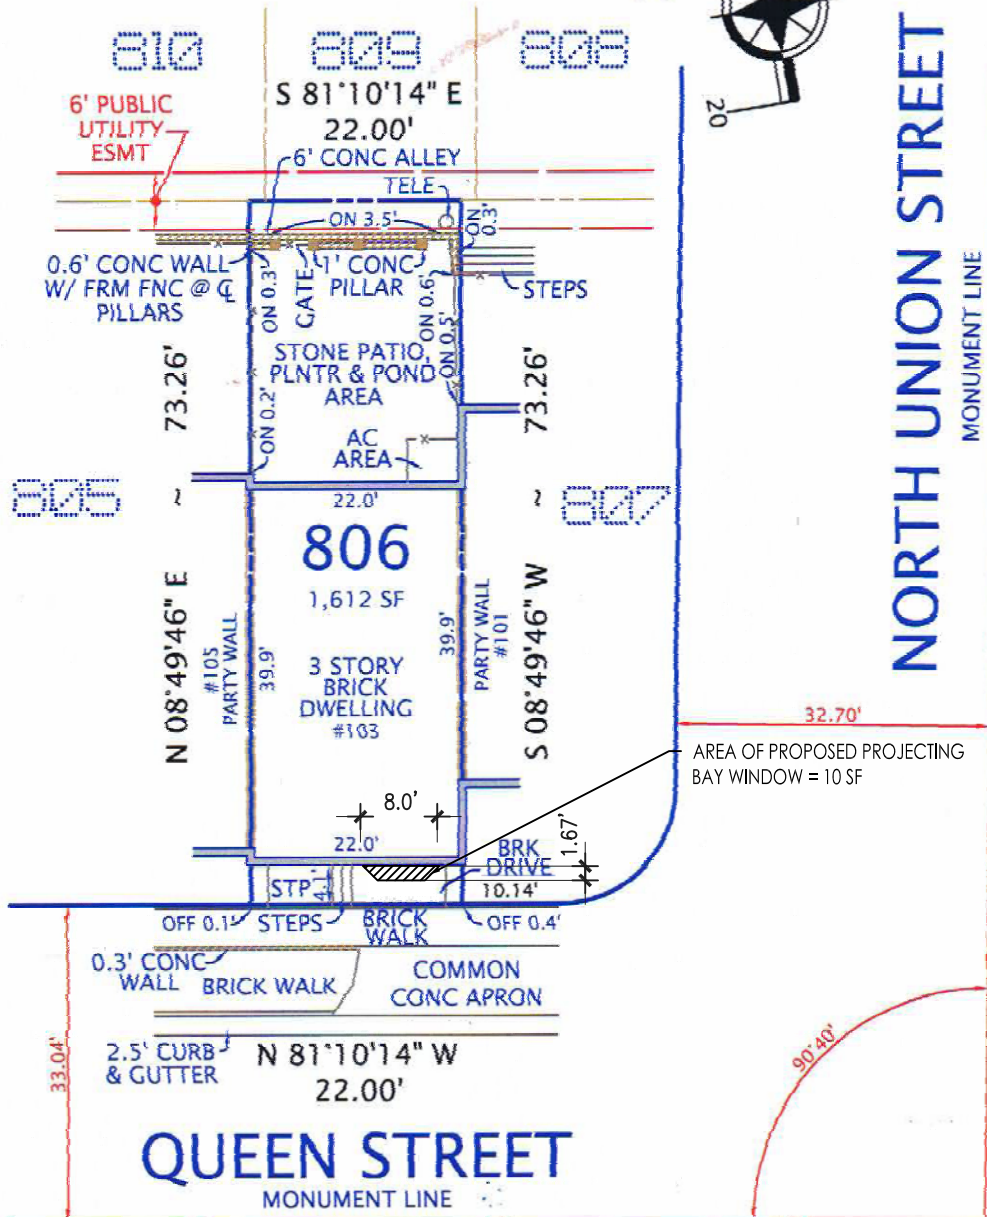 810
809
808
S 81°10'14" E
22.00'
20
6' PUBLIC
UTILITY
ESMT
6' CONC ALLEY
TELE
ON 3.5'
ON
0.3'
0.6' CONC WALL
W/ FRM FNC @ ℄
PILLARS
ON 0.3'
GATE
1' CONC
PILLAR
ON 0.6'
ON 0.5'
STEPS
STONE PATIO,
PLNTR & POND
AREA
73.26'
73.26'
ON 0.2'
AC
AREA
805
~
22.0'
~
807
806
1,612 SF
N 08°49'46" E
#105
PARTY WALL
39.9'
3 STORY
BRICK
DWELLING
#103
39.9'
PARTY WALL
#101
S 08°49'46" W
NORTH UNION STREET
MONUMENT LINE
32.70'
AREA OF PROPOSED PROJECTING
BAY WINDOW = 10 SF
8.0'
22.0'
1.67'
BRK
DRIVE
10.14'
STP
4.1'
OFF 0.1'
STEPS
BRICK
WALK
OFF 0.4'
0.3' CONC
WALL
BRICK WALK
COMMON
CONC APRON
2.5' CURB
& GUTTER
N 81°10'14" W
22.00'
33.04'
90°40'
QUEEN STREET
MONUMENT LINE